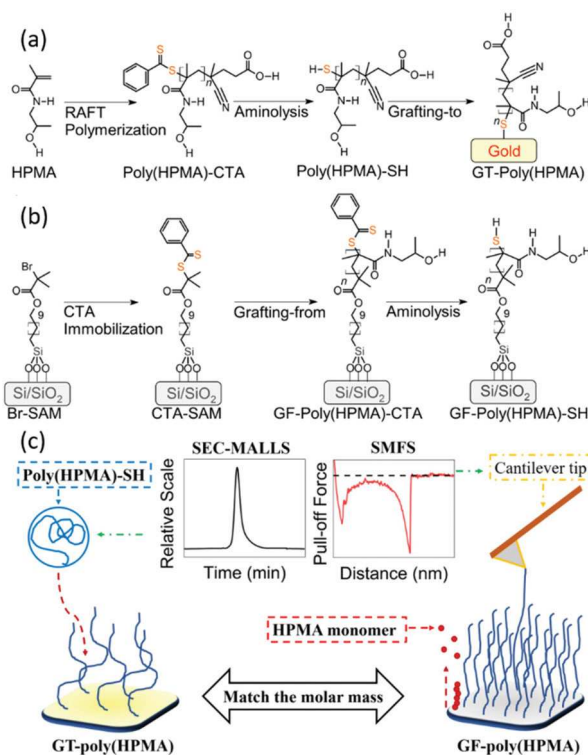 (a)
HPMA
RAFT
Polymerization
Poly(HPMA)-CTA
Aminolysis
Poly(HPMA)-SH
Grafting-to
Gold
GT-Poly(HPMA)
(b)
Br-SAM
CTA
Immobilization
CTA-SAM
Grafting-from
GF-Poly(HPMA)-CTA
Aminolysis
GF-Poly(HPMA)-SH
Si/SiO2
Si/SiO2
Si/SiO2
Si/SiO2
(c)
SEC-MALLS
SMFS
Poly(HPMA)-SH
Relative Scale
Time (min)
Pull-off Force
Distance (nm)
Cantilever tip
HPMA monomer
Match the molar mass
GT-poly(HPMA)
GF-poly(HPMA)